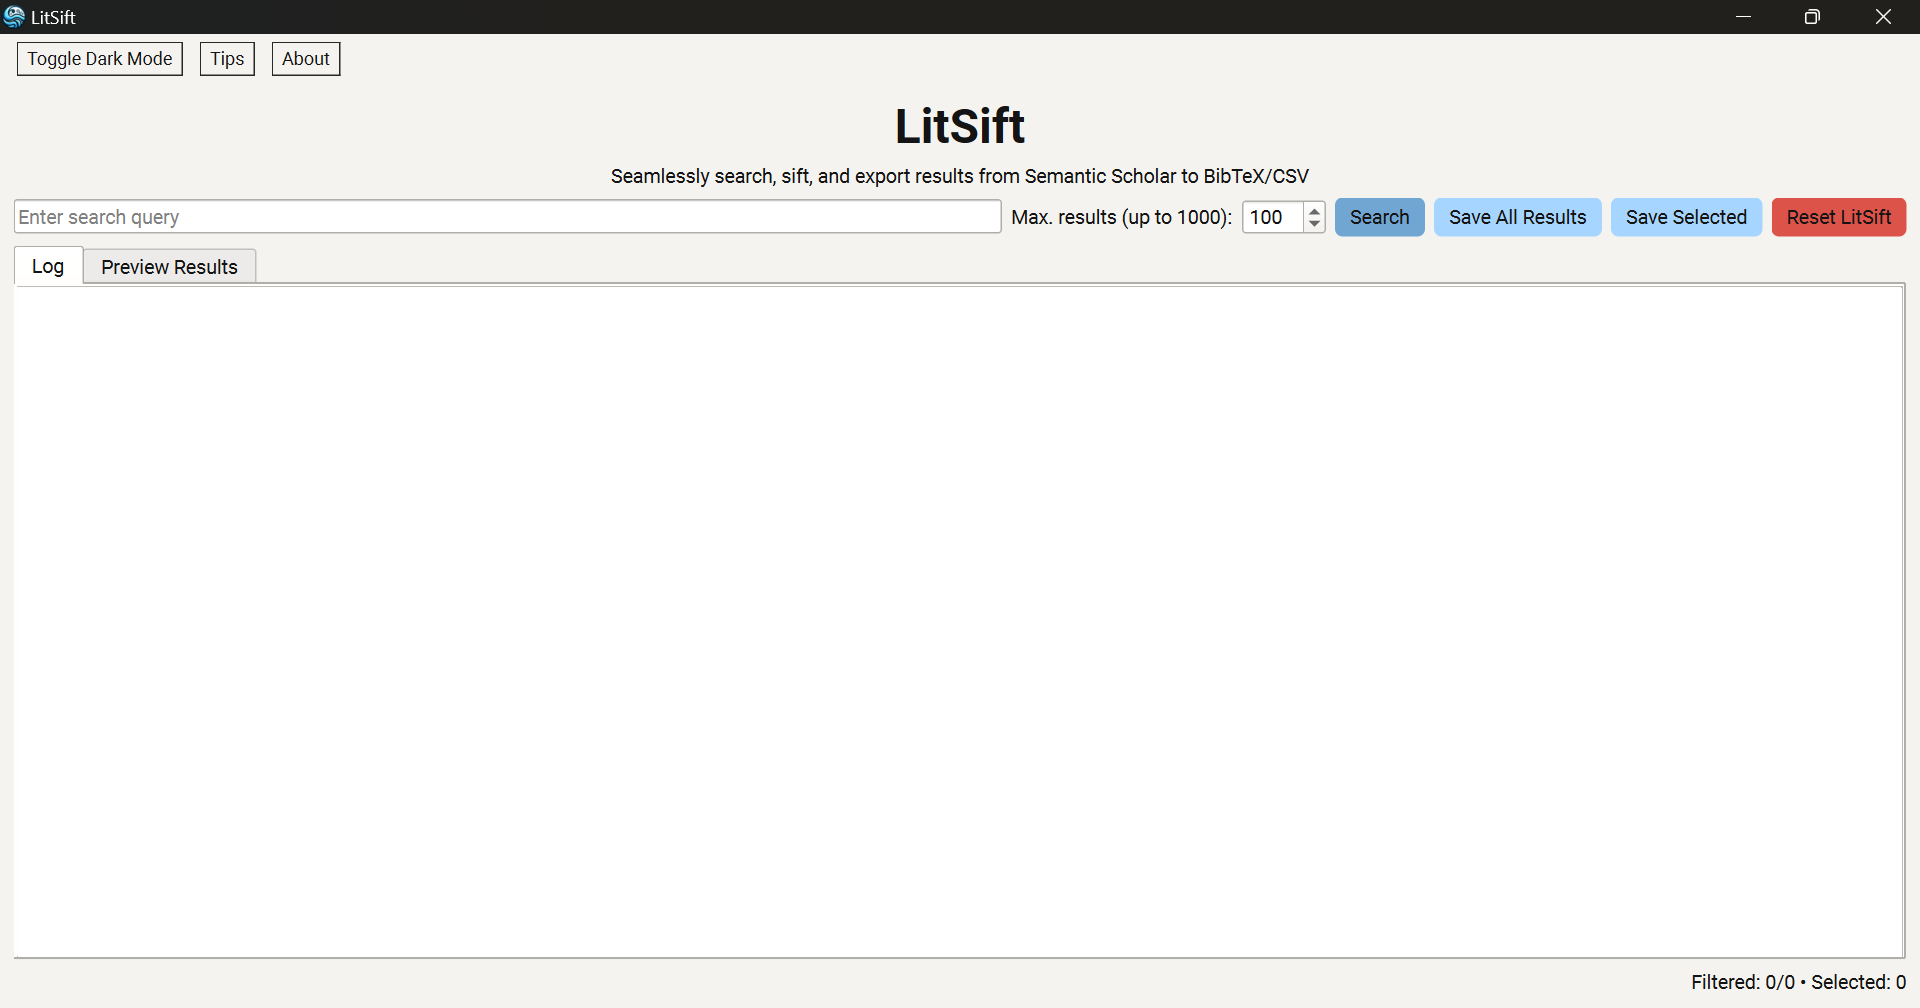 LitSift
Toggle Dark Mode Tips About
LitSift
Seamlessly search, sift, and export results from Semantic Scholar to BibTeX/CSV
Enter search query Max. results (up to 1000): 100 Search Save All Results Save Selected Reset LitSift
Log Preview Results
Filtered: 0/0 • Selected: 0